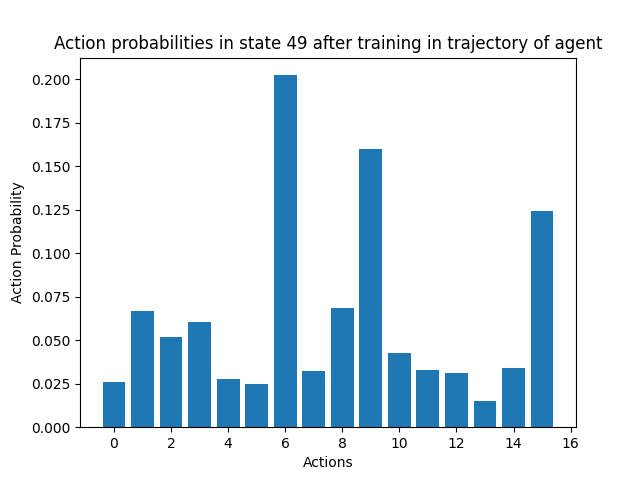 Action probabilities in state 49 after training in trajectory of agent
0.200
0.175
0.150
0.125
0.100
0.075
0.050
0.025
0.000
Action Probability
0 2 4 6 8 10 12 14 16
Actions